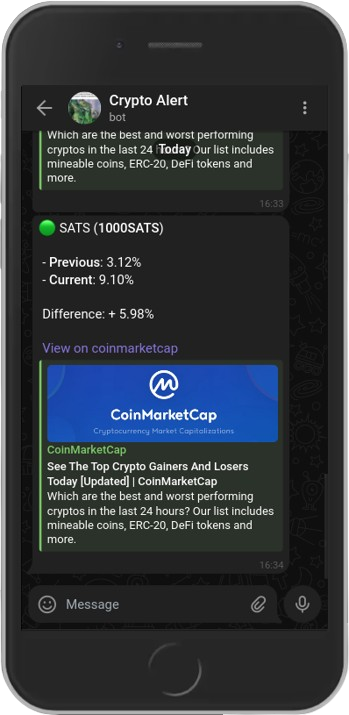 Crypto Alert
bot
Which are the best and worst performing
cryptos in the last 24 Today Our list includes
mineable coins, ERC-20, DeFi tokens and
more.
16:33
SATS (1000SATS)
- Previous: 3.12%
- Current: 9.10%
Difference: + 5.98%
View on coinmarketcap
CoinMarketCap
Cryptocurrency Market Capitalizations
CoinMarketCap
See The Top Crypto Gainers And Losers
Today [Updated] | CoinMarketCap
Which are the best and worst performing
cryptos in the last 24 hours? Our list includes
mineable coins, ERC-20, DeFi tokens and
more.
16:34
Message